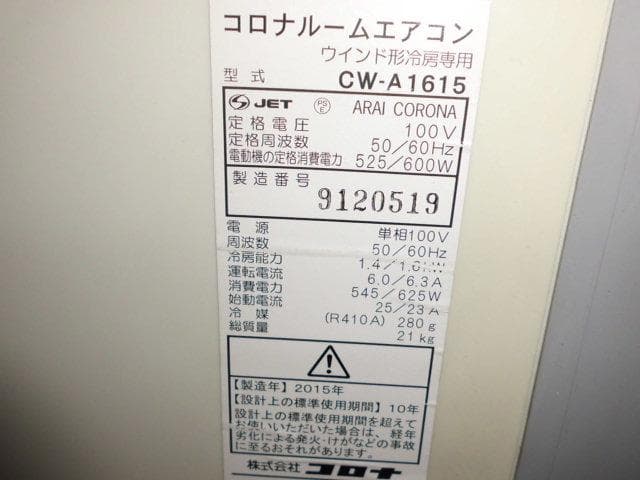 コロナルームエアコン
ウインド形冷房専用
型式 CW-A1615
JET PS E ARAI CORONA
定格電圧 100V
定格周波数 50/60Hz
電動機の定格消費電力 525/600W
製造番号 9120519
電源 単相100V
周波数 50/60Hz
冷房能力 1.4/1.6kW
運転電流 6.0/6.3A
消費電力 545/625W
始動電流 25/23A
冷媒 (R410A) 280g
総質量 21kg
【製造年】2015年
【設計上の標準使用期間】10年
設計上の標準使用期間を超えて
お使いいただいた場合は、経年
劣化による発火・けがなどの事故
に至るおそれがあります。
株式会社 コロナ